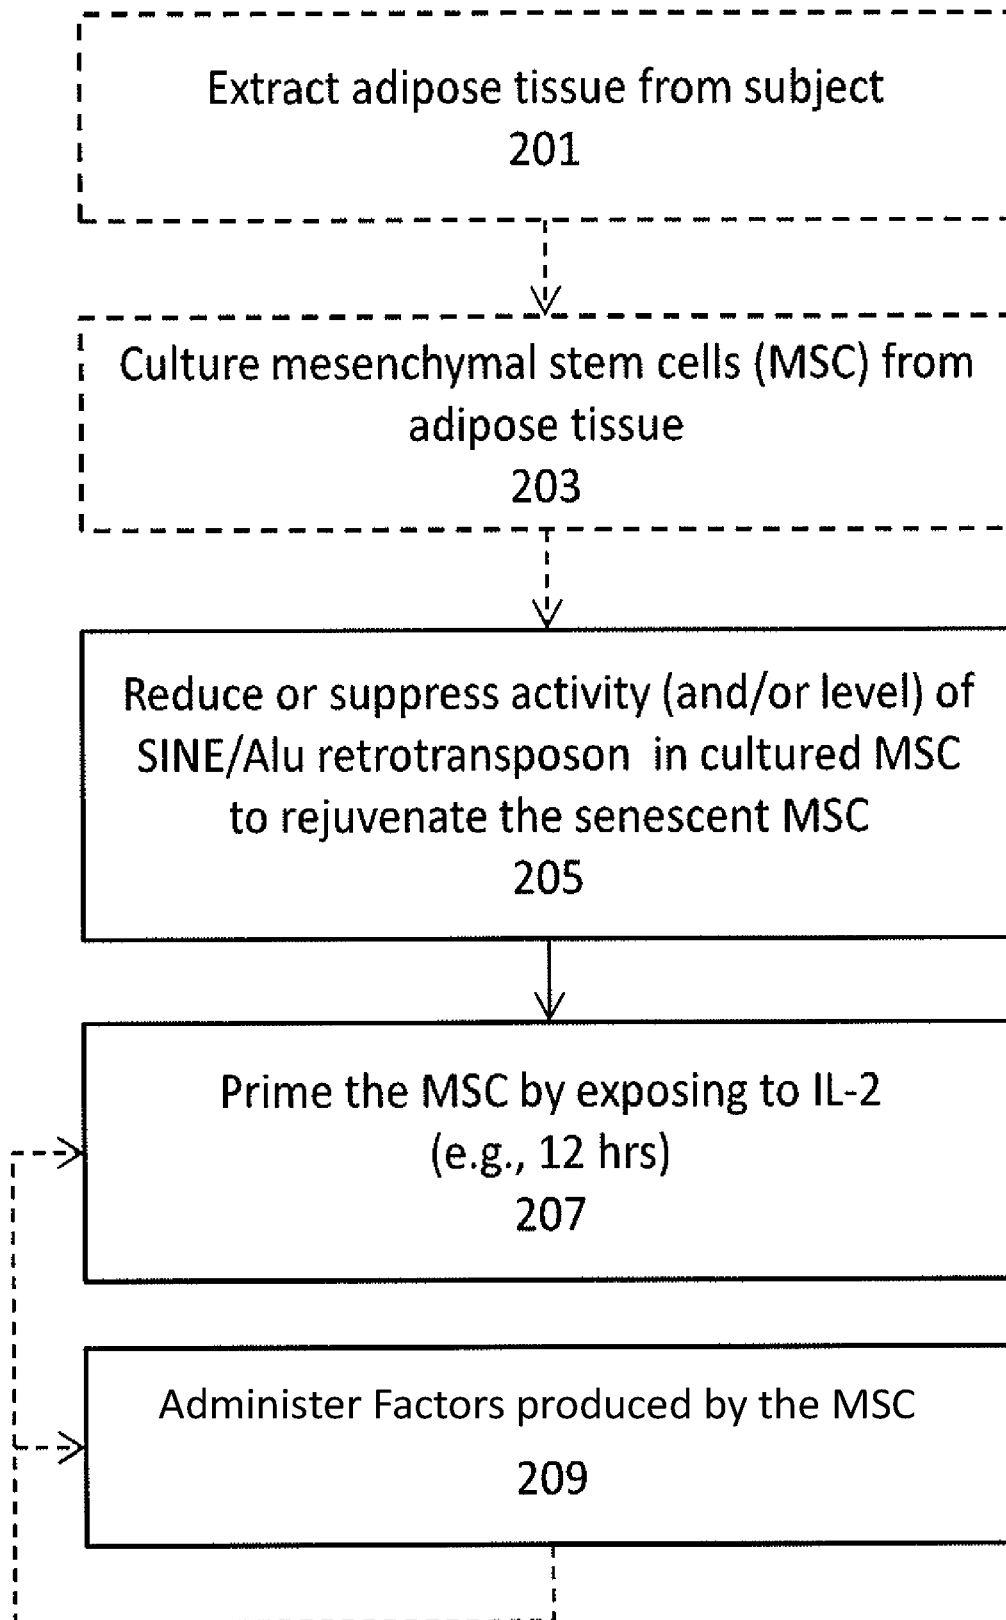 Extract adipose tissue from subject
201
Culture mesenchymal stem cells (MSC) from
adipose tissue
203
Reduce or suppress activity (and/or level) of
SINE/Alu retrotransposon in cultured MSC
to rejuvenate the senescent MSC
205
Prime the MSC by exposing to IL-2
(e.g., 12 hrs)
207
Administer Factors produced by the MSC
209